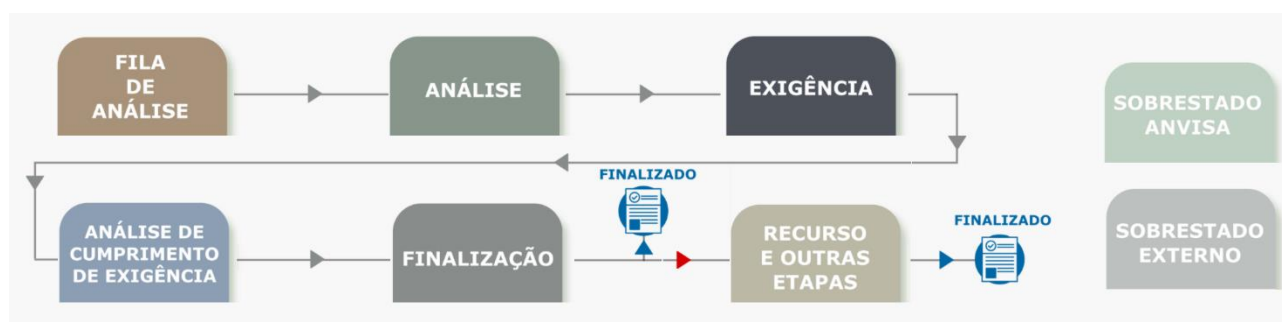 FILA
DE
ANÁLISE
ANÁLISE
EXIGÊNCIA
SOBRESTADO
ANVISA
ANÁLISE DE
CUMPRIMENTO
DE EXIGÊNCIA
FINALIZAÇÃO
FINALIZADO
RECURSO
E OUTRAS
ETAPAS
FINALIZADO
SOBRESTADO
EXTERNO